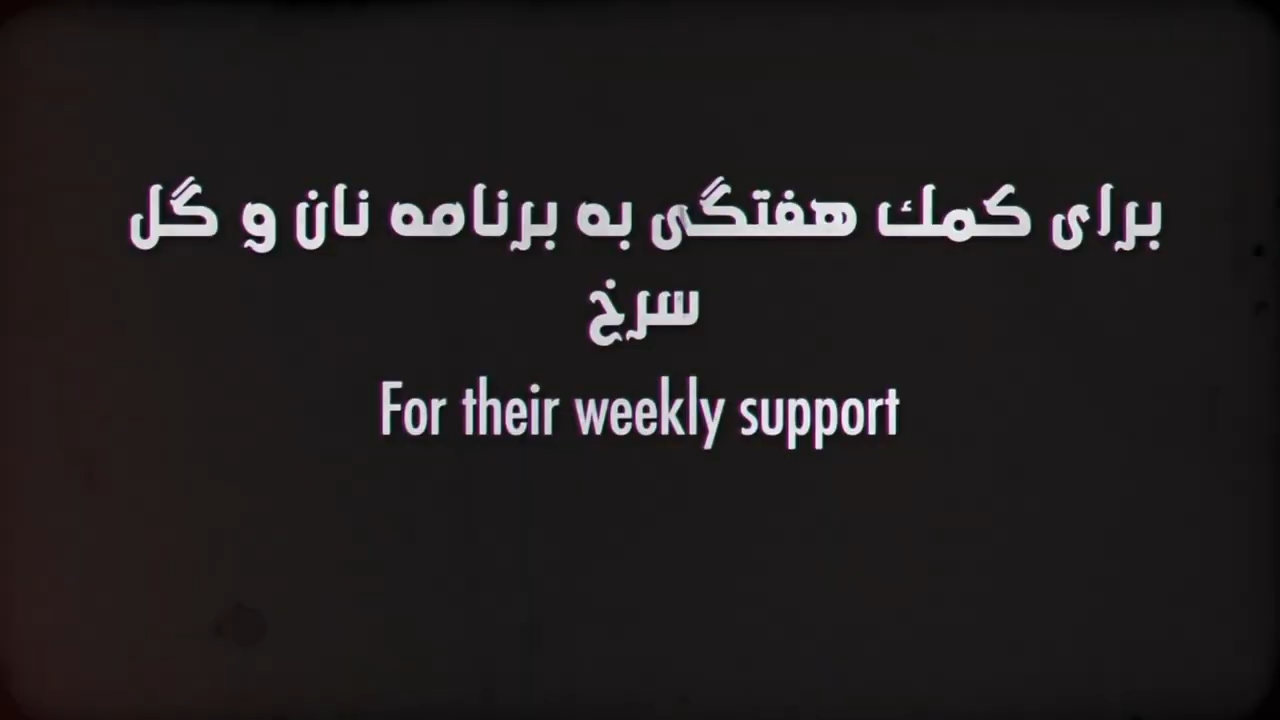 برای کمك هفتگی به برنامه نان و گل
سرخ
For their weekly support